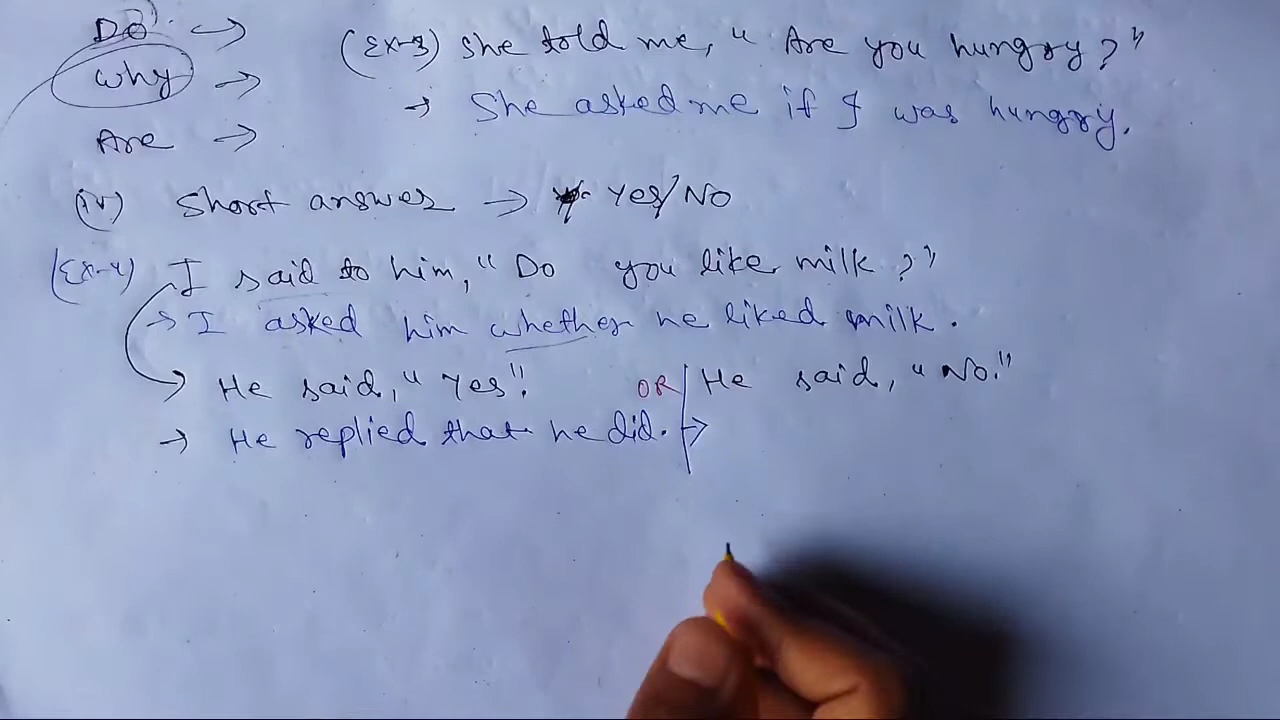 Do →
(Ex-3) She told me, "Are you hungry?"
Why →
→ She asked me if I was hungry.
Are →
(iv) Short answer → Yes/No
(Ex-4) I said to him, "Do you like milk?"
→ I asked him whether he liked milk.
→ He said, "Yes". OR He said, "No."
→ He replied that he did. →